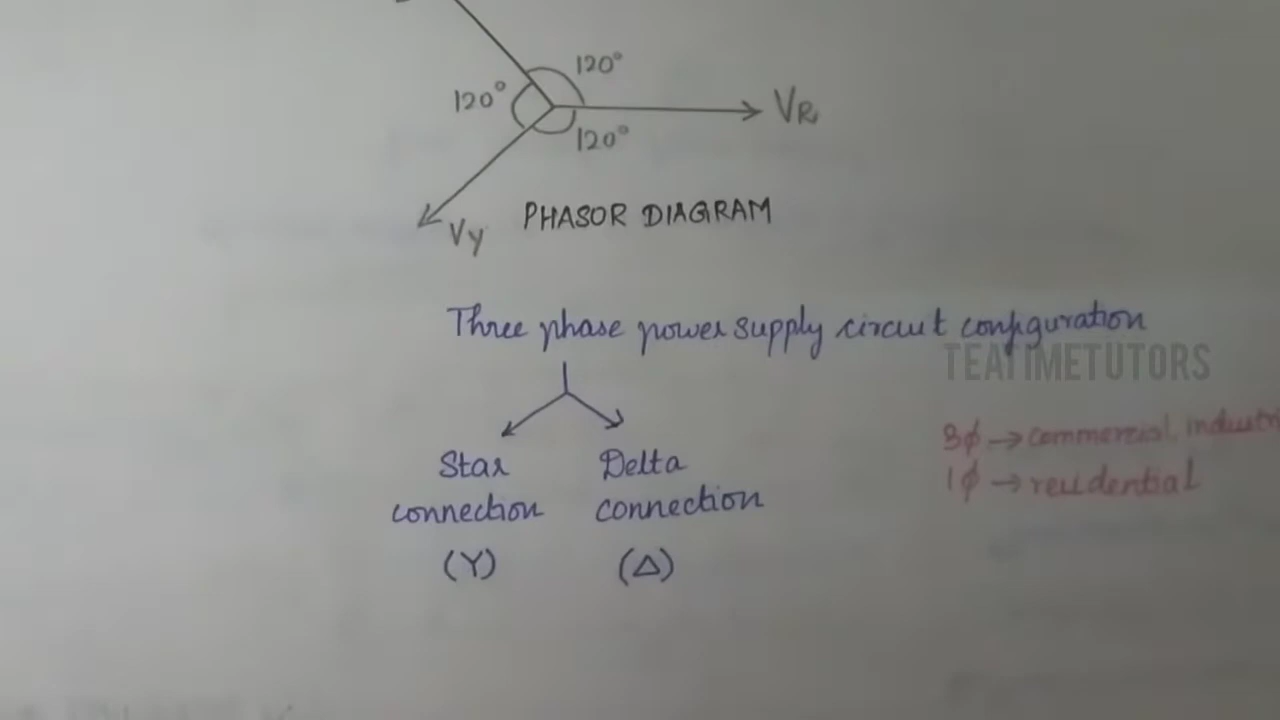 120°
120°
VR
120°
PHASOR DIAGRAM
Vy
Three phase power supply circuit configuration
TEATIMETUTORS
3ϕ → commercial, industri
1ϕ → residential
Star Delta
connection connection
(Y) (Δ)